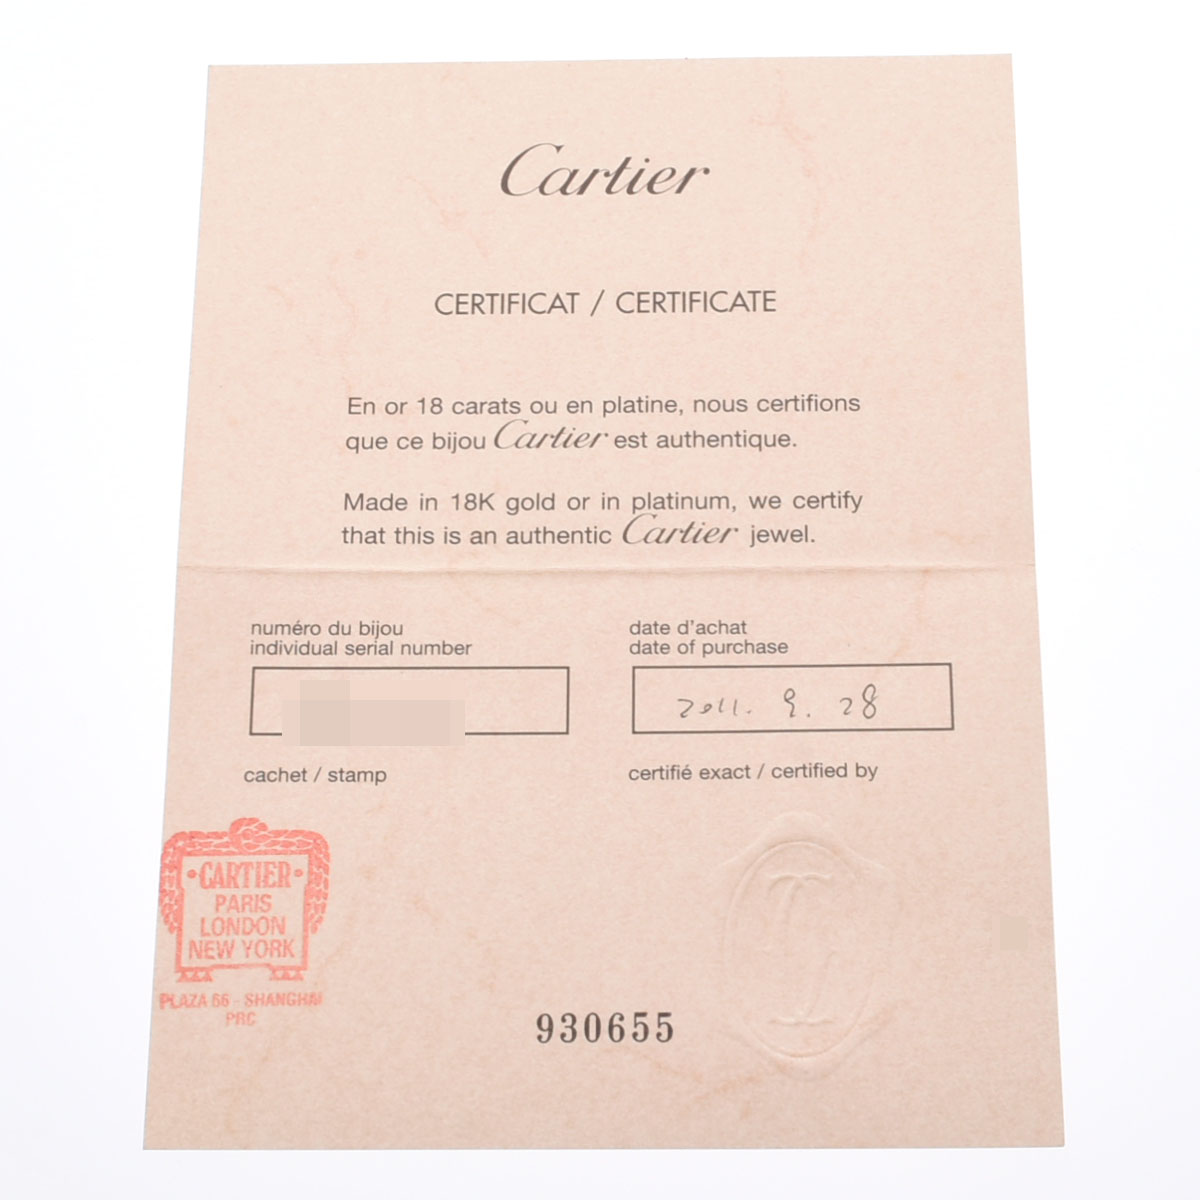 Cartier
CERTIFICAT / CERTIFICATE
En or 18 carats ou en platine, nous certifions
que ce bijou Cartier est authentique.
Made in 18K gold or in platinum, we certify
that this is an authentic Cartier jewel.
numéro du bijou
individual serial number
date d'achat
date of purchase
2011. 9. 28
cachet / stamp
certifié exact / certified by
·CARTIER·
PARIS
LONDON
NEW YORK
PLAZA 66 - SHANGHAI
PRC
930655